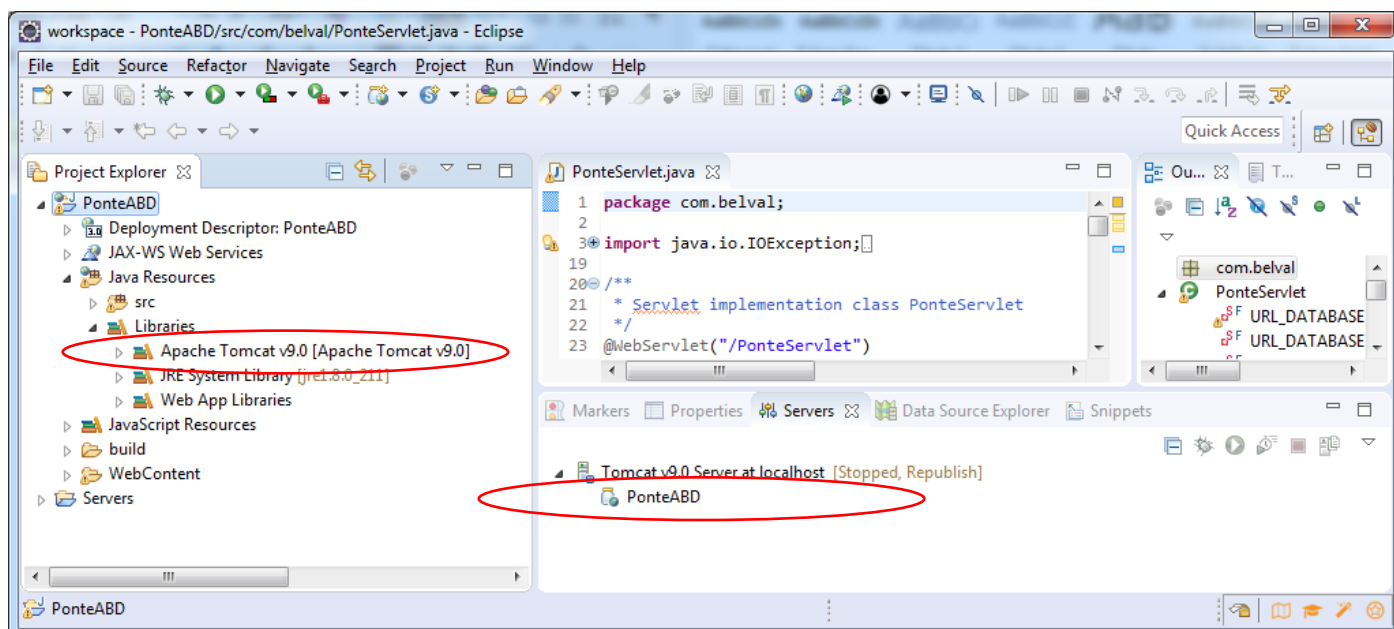 workspace - PonteABD/src/com/belval/PonteServlet.java - Eclipse
File Edit Source Refactor Navigate Search Project Run Window Help
Quick Access
Project Explorer
PonteABD
Deployment Descriptor: PonteABD
JAX-WS Web Services
Java Resources
src
Libraries
Apache Tomcat v9.0 [Apache Tomcat v9.0]
JRE System Library [jre1.8.0_211]
Web App Libraries
JavaScript Resources
build
WebContent
Servers
PonteServlet.java
1 package com.belval;
2
3 import java.io.IOException;
19
20 /**
21 * Servlet implementation class PonteServlet
22 */
23 @WebServlet("/PonteServlet")
Ou... T...
com.belval
PonteServlet
URL_DATABASE
URL_DATABASE
Markers Properties Servers Data Source Explorer Snippets
Tomcat v9.0 Server at localhost [Stopped, Republish]
PonteABD
PonteABD